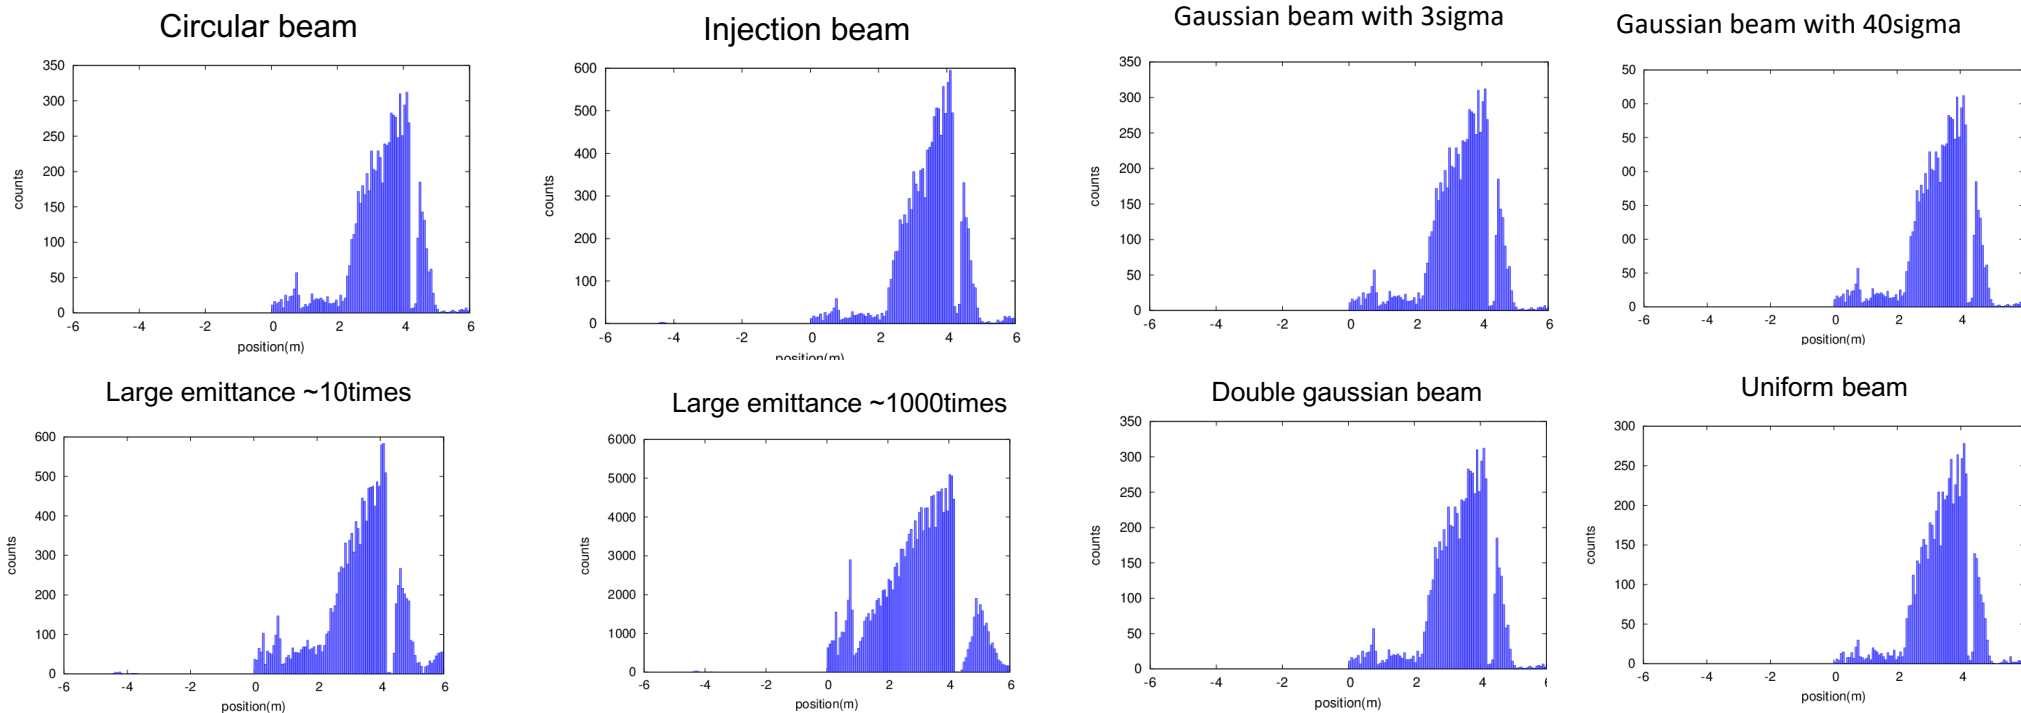 Circular beam
Injection beam
Gaussian beam with 3sigma
Gaussian beam with 40sigma
350
300
250
200
150
100
50
0
counts
-6 -4 -2 0 2 4 6
position(m)
600
500
400
300
200
100
0
counts
-6 -4 -2 0 2 4 6
position(m)
350
300
250
200
150
100
50
0
counts
-6 -4 -2 0 2 4 6
position(m)
50
00
50
00
50
00
50
0
-6 -4 -2 0 2 4
position(m)
Large emittance ~10times
Large emittance ~1000times
Double gaussian beam
Uniform beam
600
500
400
300
200
100
0
counts
-6 -4 -2 0 2 4 6
position(m)
6000
5000
4000
3000
2000
1000
0
counts
-6 -4 -2 0 2 4 6
position(m)
350
300
250
200
150
100
50
0
counts
-6 -4 -2 0 2 4
position(m)
300
250
200
150
100
50
0
counts
-6 -4 -2 0 2 4
position(m)